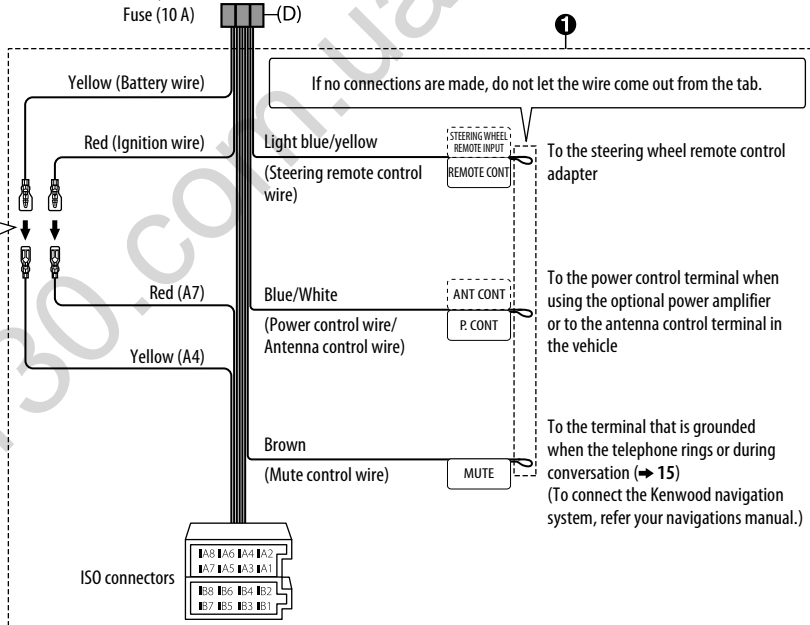 Fuse (10 A)
(D)
1
Yellow (Battery wire)
If no connections are made, do not let the wire come out from the tab.
Red (Ignition wire)
Light blue/yellow
(Steering remote control
wire)
STEERING WHEEL
REMOTE INPUT
REMOTE CONT
To the steering wheel remote control
adapter
Red (A7)
Yellow (A4)
Blue/White
(Power control wire/
Antenna control wire)
ANT CONT
P. CONT
To the power control terminal when
using the optional power amplifier
or to the antenna control terminal in
the vehicle
Brown
(Mute control wire)
MUTE
To the terminal that is grounded
when the telephone rings or during
conversation (➜ 15)
(To connect the Kenwood navigation
system, refer your navigations manual.)
ISO connectors
A8 A6 A4 A2
A7 A5 A3 A1
B8 B6 B4 B2
B7 B5 B3 B1
130.com.ua